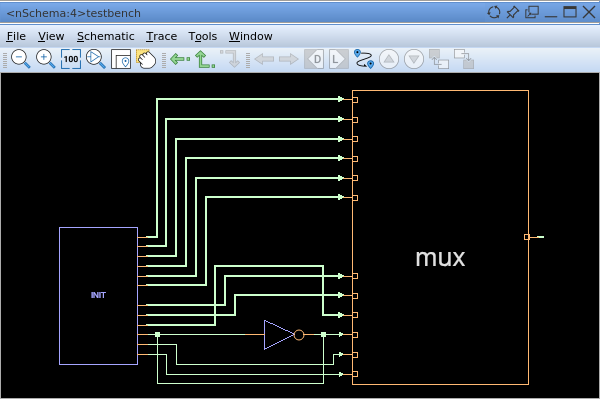 <nSchema:4>testbench
File View Schematic Trace Tools Window
100 D L
INIT
mux